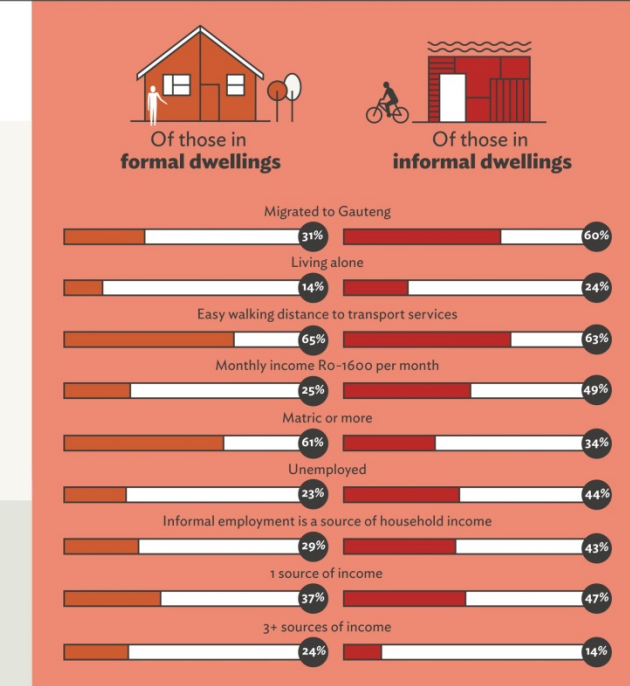 Of those in
formal dwellings
Of those in
informal dwellings
Migrated to Gauteng
31%
60%
Living alone
14%
24%
Easy walking distance to transport services
65%
63%
Monthly income R0-1600 per month
25%
49%
Matric or more
61%
34%
Unemployed
23%
44%
Informal employment is a source of household income
29%
43%
1 source of income
37%
47%
3+ sources of income
24%
14%